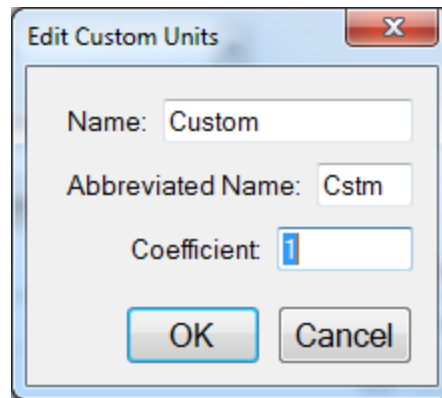 Edit Custom Units
Name: Custom
Abbreviated Name: Cstm
Coefficient: 1
OK Cancel